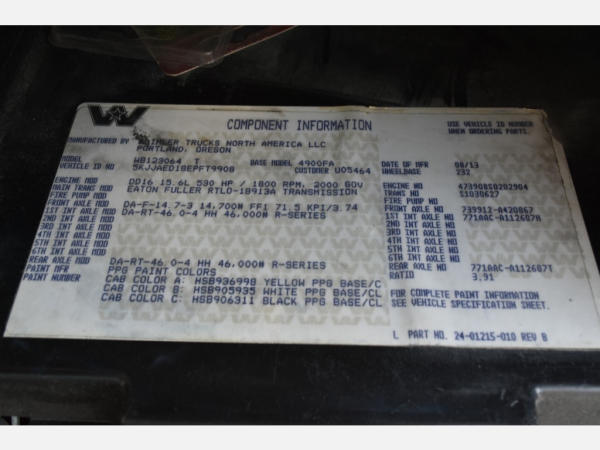 COMPONENT INFORMATION
USE VEHICLE ID NUMBER
WHEN ORDERING PARTS.
MANUFACTURED BY DAIMLER TRUCKS NORTH AMERICA LLC
PORTLAND, OREGON
MODEL WB123064 T BASE MODEL 4900FA DATE OF MFR 08/13
VEHICLE ID NO 5KJJAED18EPFT9908 CUSTOMER U05464 WHEELBASE 232
ENGINE MOD DD16 15.6L 530 HP / 1800 RPM, 2000 GOV ENGINE NO 473908S0202904
MAIN TRANS MOD EATON FULLER RTLO-18913A TRANSMISSION TRANS NO S1030627
FIRE PUMP MOD FIRE PUMP NO
FRONT AXLE MOD DA-F-14.7-3 14,700# FF1 71.5 KPI/3.74 FRONT AXLE NO 739912-A420867
1ST INT AXLE MOD DA-RT-46.0-4 HH 46,000# R-SERIES 1ST INT AXLE NO 771AAC-A112687H
2ND INT AXLE MOD 2ND INT AXLE NO
3RD INT AXLE MOD 3RD INT AXLE NO
4TH INT AXLE MOD 4TH INT AXLE NO
5TH INT AXLE MOD 5TH INT AXLE NO
6TH INT AXLE MOD 6TH INT AXLE NO
REAR AXLE MOD DA-RT-46.0-4 HH 46,000# R-SERIES REAR AXLE NO 771AAC-A112687T
PAINT MFR PPG PAINT COLORS RATIO 3.91
PAINT NUMBER CAB COLOR A: HSB936998 YELLOW PPG BASE/C
CAB COLOR B: HSB905935 WHITE PPG BASE/CL
CAB COLOR C: HSB906311 BLACK PPG BASE/CL
FOR COMPLETE PAINT INFORMATION
SEE VEHICLE SPECIFICATION SHEET.
L PART NO. 24-01215-010 REV B